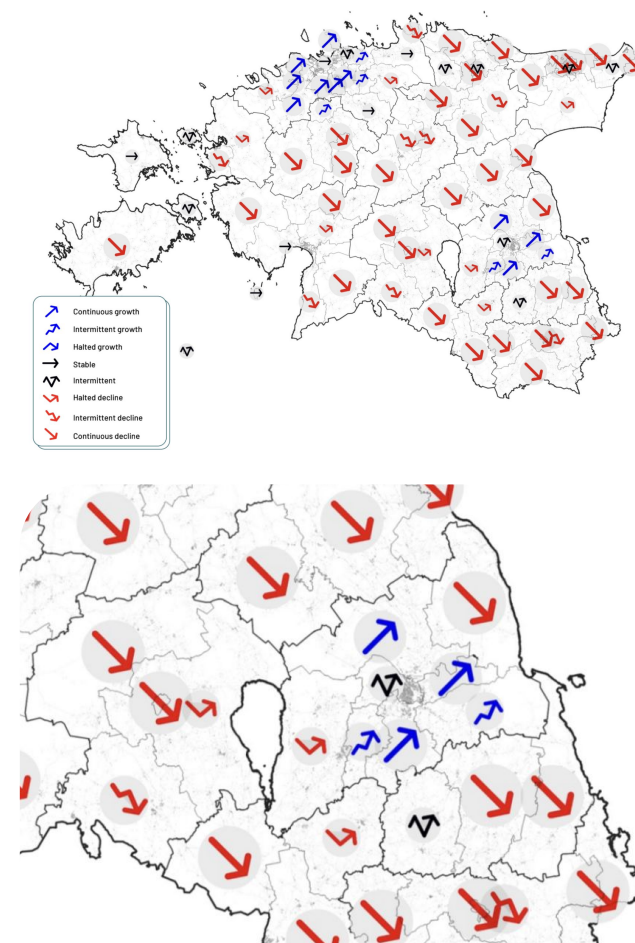 Continuous growth
Intermittent growth
Halted growth
Stable
Intermittent
Halted decline
Intermittent decline
Continuous decline